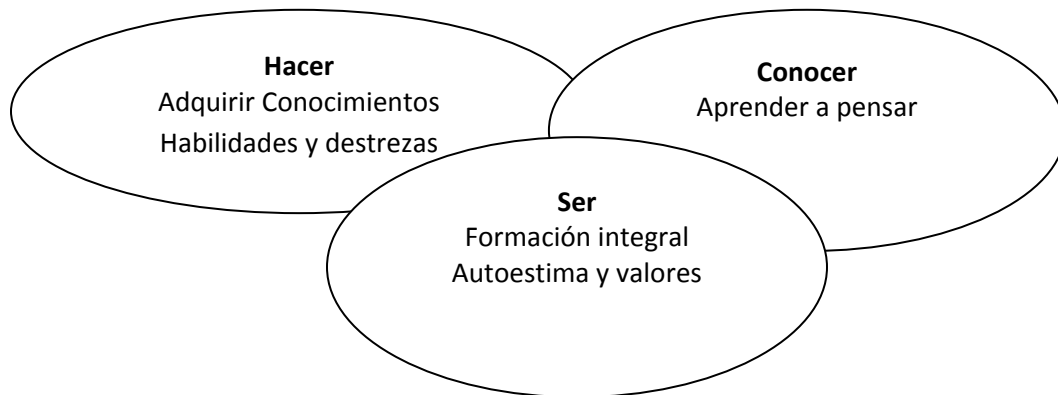 Hacer
Adquirir Conocimientos
Habilidades y destrezas
Conocer
Aprender a pensar
Ser
Formación integral
Autoestima y valores